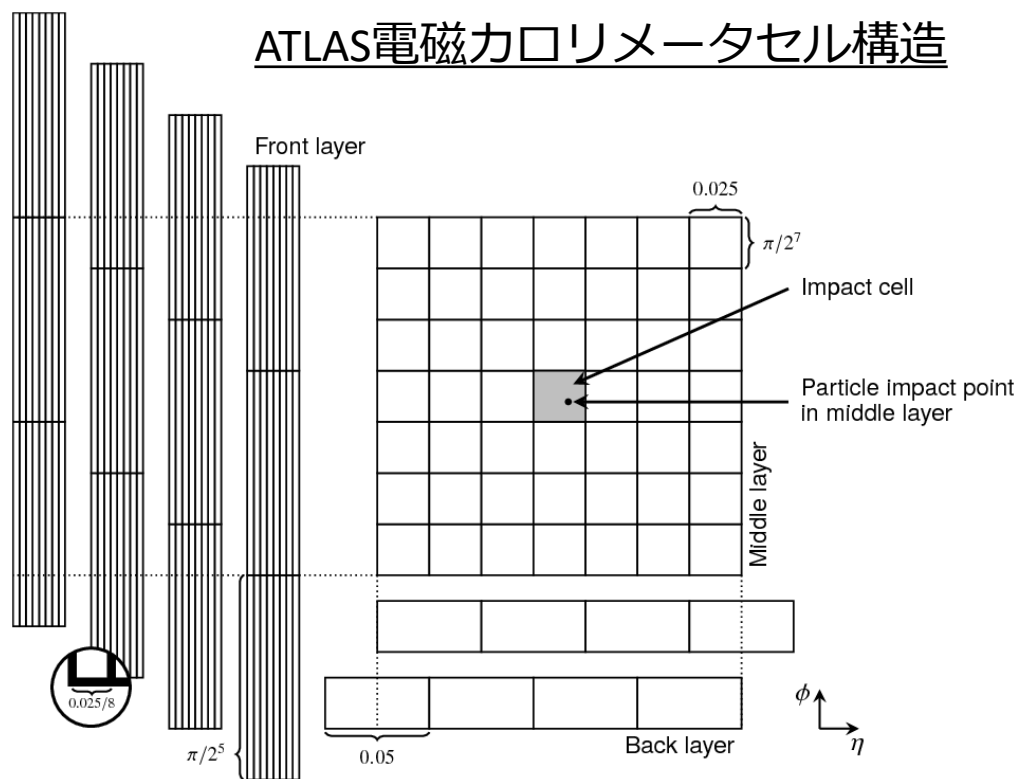 ATLAS電磁カロリメータセル構造
Front layer
0.025
π/2⁷
Impact cell
Particle impact point
in middle layer
Middle layer
0.025/8
π/2⁵
0.05
Back layer
ϕ
η